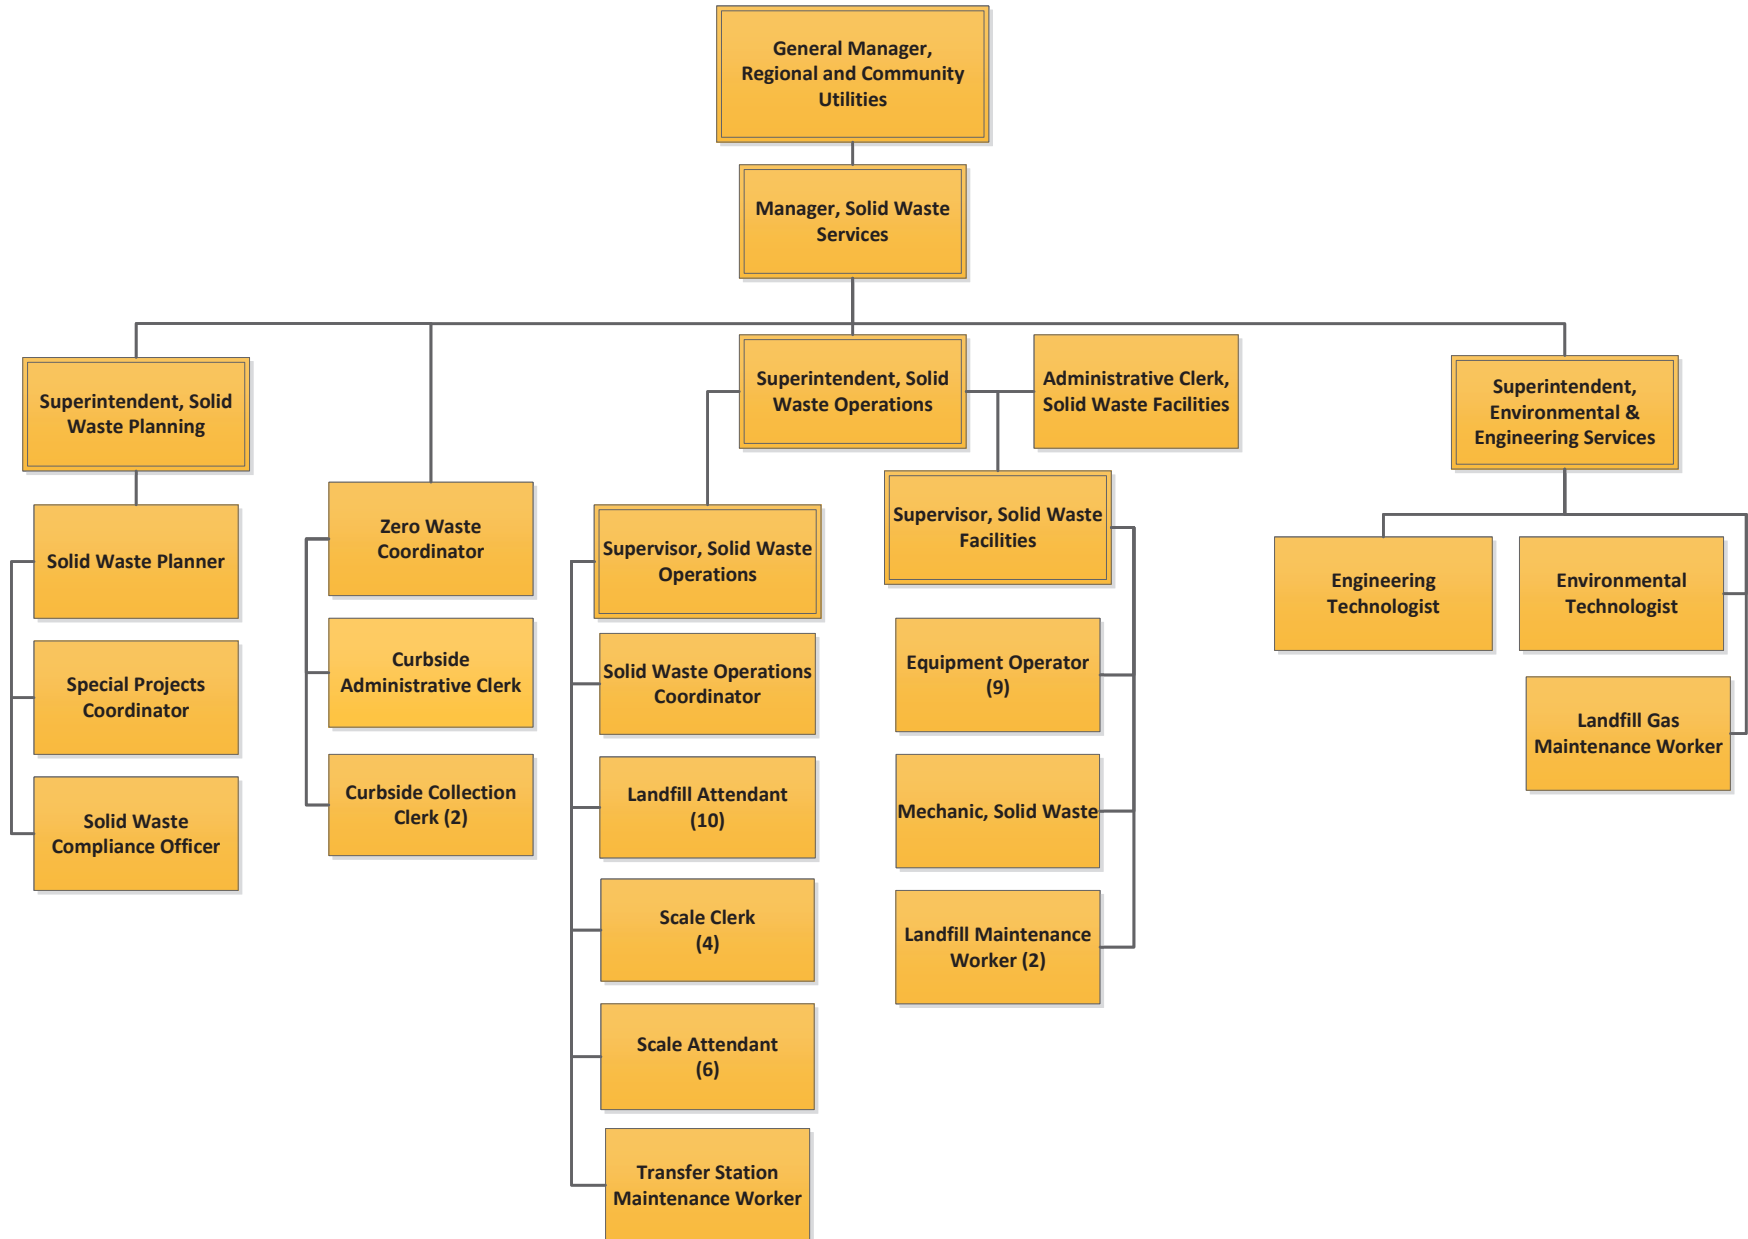 General Manager,
Regional and Community
Utilities
Manager, Solid Waste
Services
Superintendent, Solid
Waste Planning
Superintendent, Solid
Waste Operations
Administrative Clerk,
Solid Waste Facilities
Superintendent,
Environmental &
Engineering Services
Solid Waste Planner
Special Projects
Coordinator
Solid Waste
Compliance Officer
Zero Waste
Coordinator
Curbside
Administrative Clerk
Curbside Collection
Clerk (2)
Supervisor, Solid Waste
Operations
Solid Waste Operations
Coordinator
Landfill Attendant
(10)
Scale Clerk
(4)
Scale Attendant
(6)
Transfer Station
Maintenance Worker
Supervisor, Solid Waste
Facilities
Equipment Operator
(9)
Mechanic, Solid Waste
Landfill Maintenance
Worker (2)
Engineering
Technologist
Environmental
Technologist
Landfill Gas
Maintenance Worker